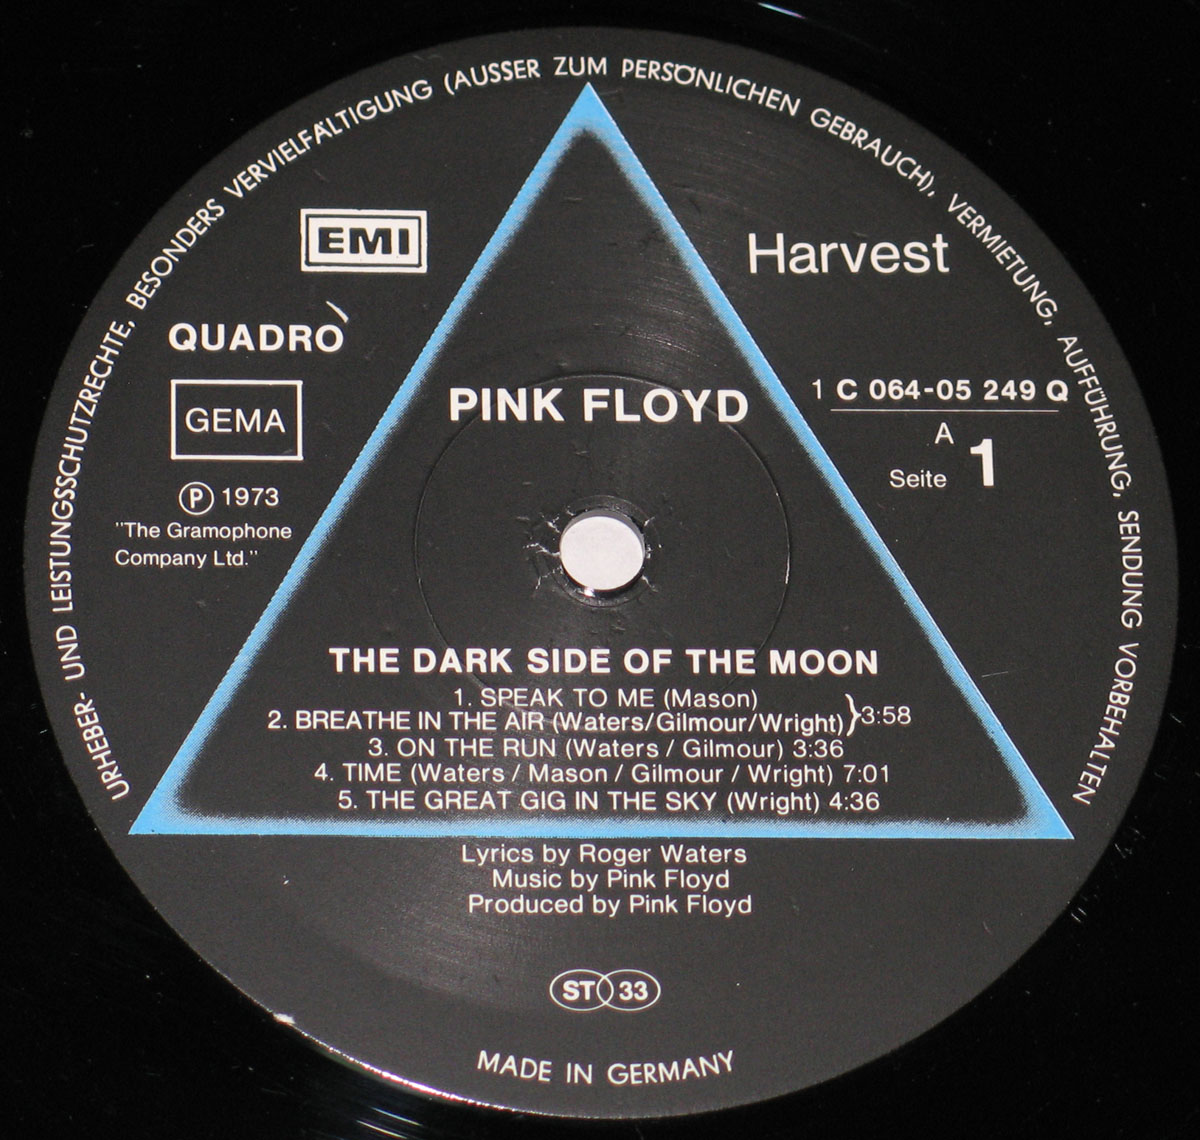 URHEBER- UND LEISTUNGSSCHUTZRECHTE, BESONDERS VERVIELFÄLTIGUNG (AUSSER ZUM PERSÖNLICHEN GEBRAUCH), VERMIETUNG, AUFFÜHRUNG, SENDUNG VORBEHALTEN
EMI
Harvest
QUADRO
GEMA
Ⓟ 1973
"The Gramophone
Company Ltd."
PINK FLOYD
1 C 064-05 249 Q
A
Seite 1
THE DARK SIDE OF THE MOON
1. SPEAK TO ME (Mason)
2. BREATHE IN THE AIR (Waters/Gilmour/Wright) }3:58
3. ON THE RUN (Waters / Gilmour) 3:36
4. TIME (Waters / Mason / Gilmour / Wright) 7:01
5. THE GREAT GIG IN THE SKY (Wright) 4:36
Lyrics by Roger Waters
Music by Pink Floyd
Produced by Pink Floyd
ST 33
MADE IN GERMANY